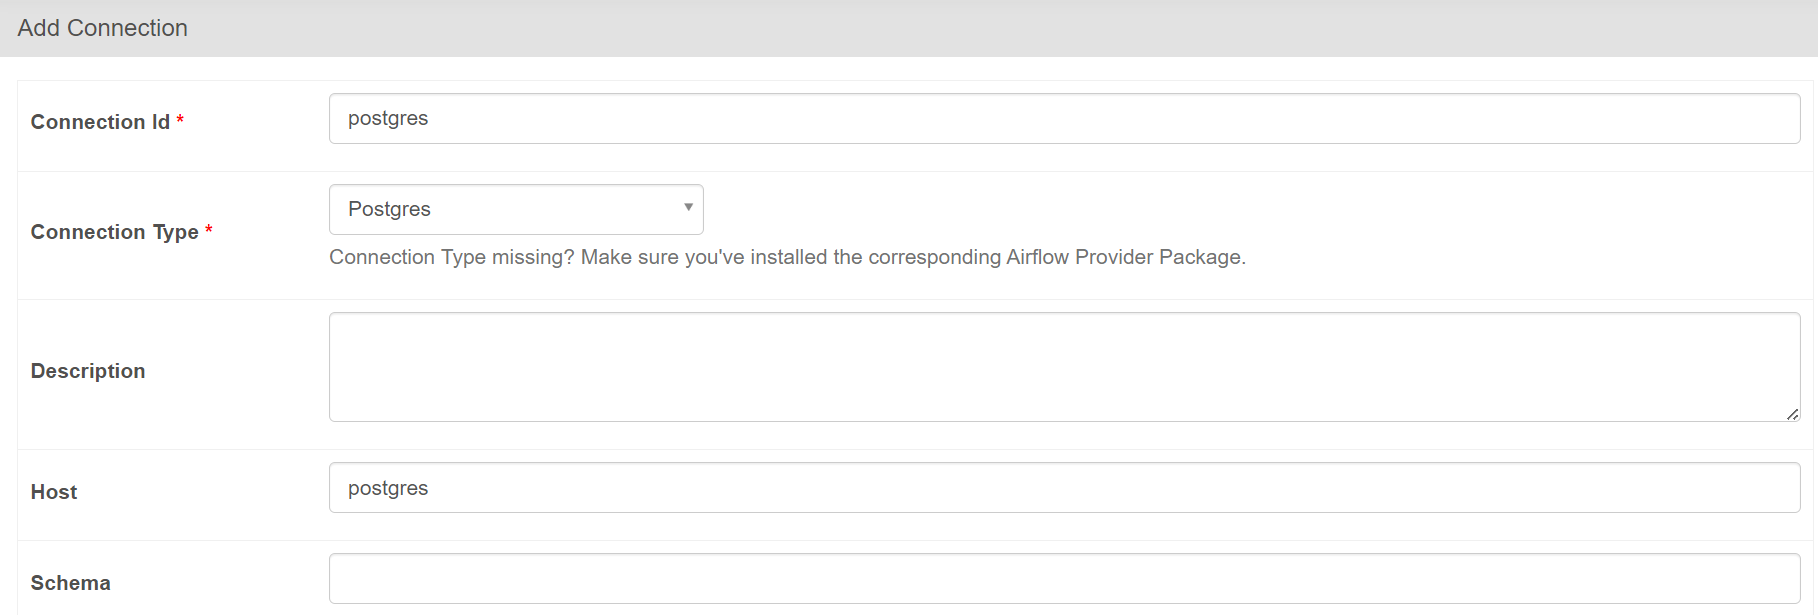 Add Connection
Connection Id *
postgres
Connection Type *
Postgres
Connection Type missing? Make sure you've installed the corresponding Airflow Provider Package.
Description
Host
postgres
Schema